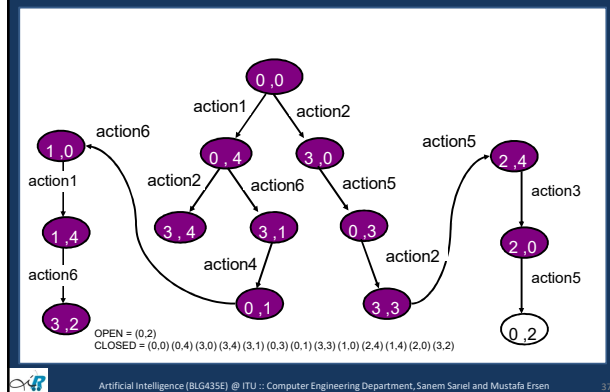 0 ,0
action1
action2
action6
action5
1 ,0
0 , 4
3 ,0
2 ,4
action1
action2
action6
action5
action3
1 ,4
3 , 4
3 ,1
0 ,3
2 ,0
action6
action4
action2
action5
3 ,2
0 ,1
3 ,3
0 ,2
OPEN = (0,2)
CLOSED = (0,0) (0,4) (3,0) (3,4) (3,1) (0,3) (0,1) (3,3) (1,0) (2,4) (1,4) (2,0) (3,2)
Artificial Intelligence (BLG435E) @ ITU :: Computer Engineering Department, Sanem Sariel and Mustafa Ersen